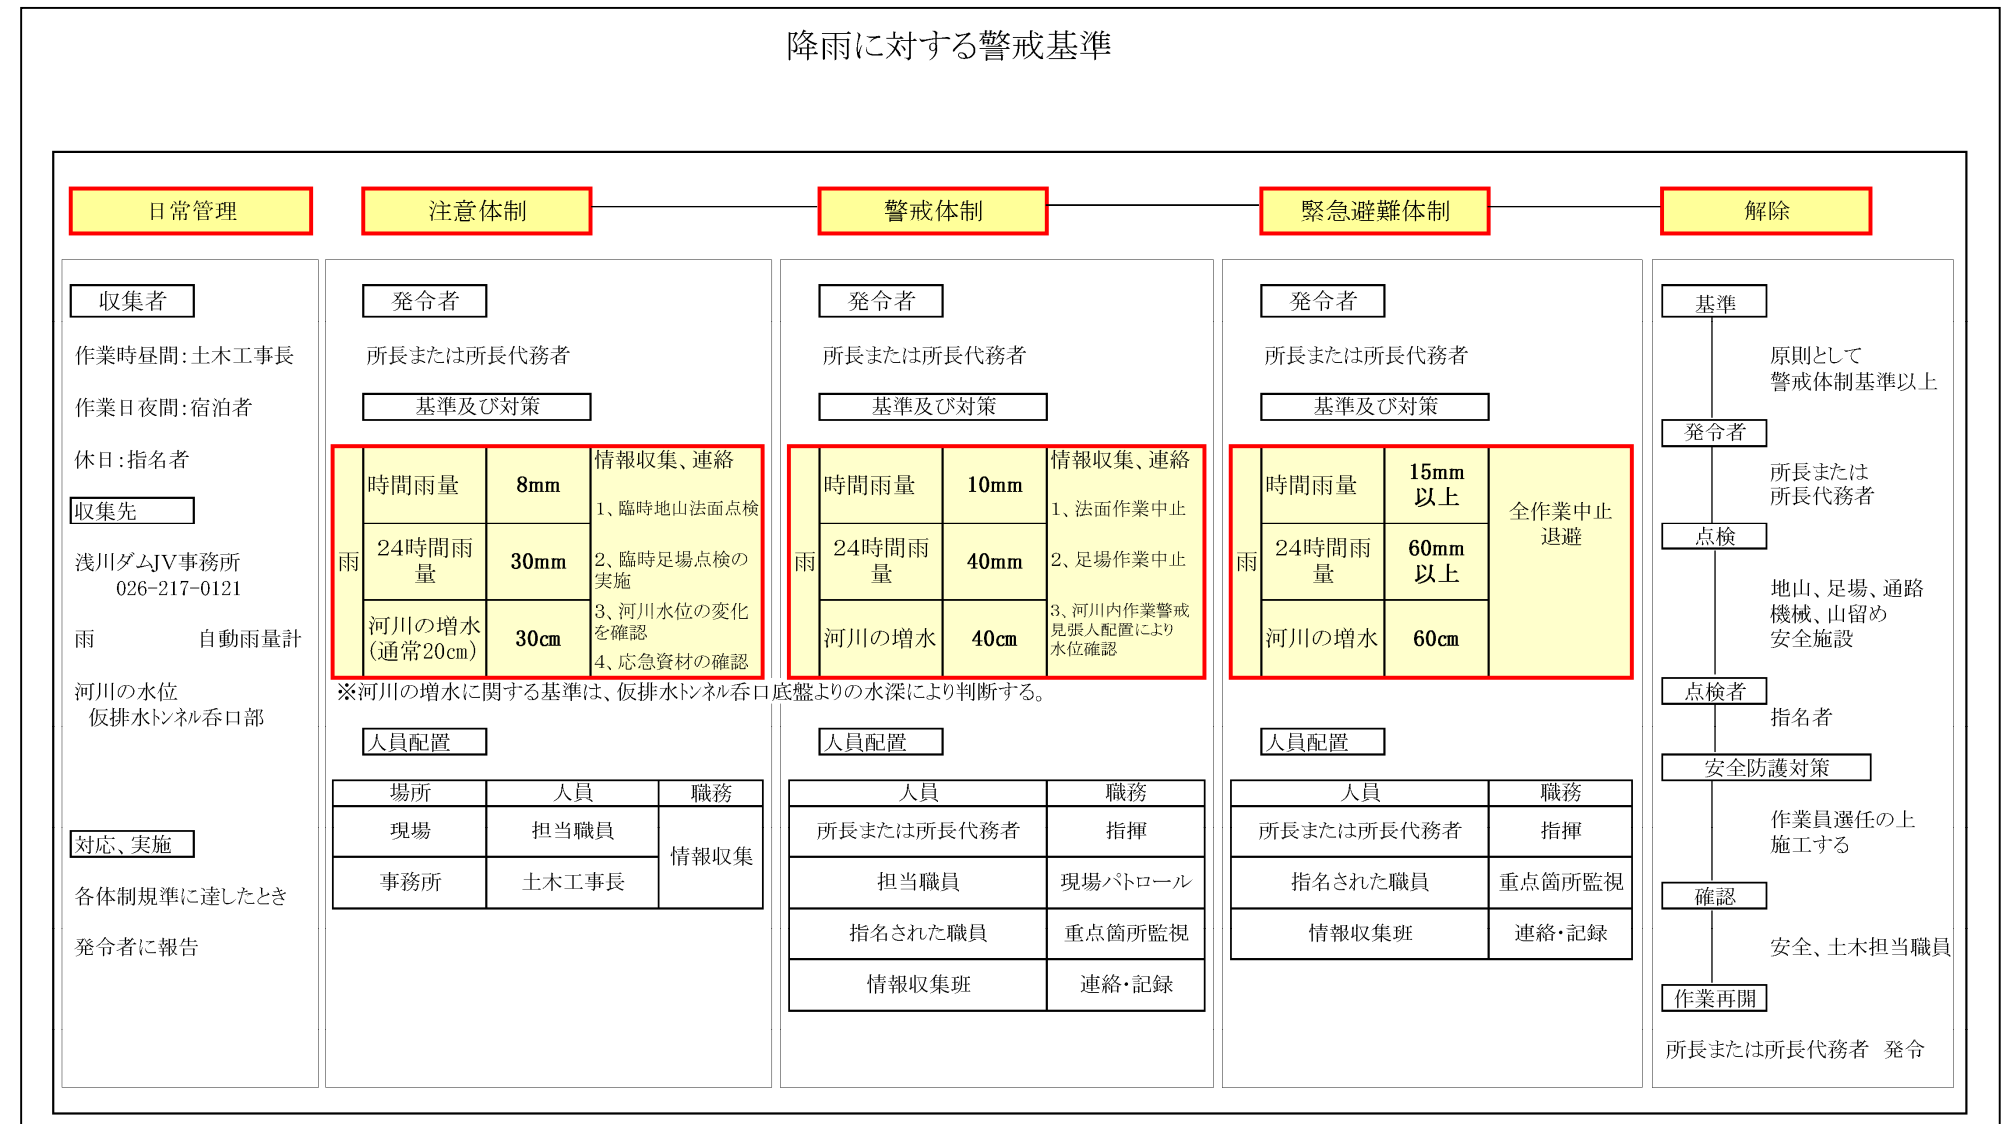 降雨に対する警戒基準
日常管理
注意体制
警戒体制
緊急避難体制
解除
収集者
作業時昼間:土木工事長
作業日夜間:宿泊者
休日:指名者
収集先
浅川ダムJV事務所
026-217-0121
雨 自動雨量計
河川の水位
仮排水トンネル呑口部
対応、実施
各体制規準に達したとき
発令者に報告
発令者
所長または所長代務者
基準及び対策
雨
時間雨量
8mm
24時間雨
量
30mm
河川の増水
(通常20cm)
30cm
情報収集、連絡
1、臨時地山法面点検
2、臨時足場点検の
実施
3、河川水位の変化
を確認
4、応急資材の確認
※河川の増水に関する基準は、仮排水トンネル呑口底盤よりの水深により判断する。
人員配置
場所 人員 職務
現場 担当職員
情報収集
事務所 土木工事長
発令者
所長または所長代務者
基準及び対策
雨
時間雨量
10mm
24時間雨
量
40mm
河川の増水
40cm
情報収集、連絡
1、法面作業中止
2、足場作業中止
3、河川内作業警戒
見張人配置により
水位確認
人員配置
人員 職務
所長または所長代務者 指揮
担当職員 現場パトロール
指名された職員 重点箇所監視
情報収集班 連絡・記録
発令者
所長または所長代務者
基準及び対策
雨
時間雨量
15mm
以上
24時間雨
量
60mm
以上
河川の増水
60cm
全作業中止
退避
人員配置
人員 職務
所長または所長代務者 指揮
指名された職員 重点箇所監視
情報収集班 連絡・記録
基準
原則として
警戒体制基準以上
発令者
所長または
所長代務者
点検
地山、足場、通路
機械、山留め
安全施設
点検者
指名者
安全防護対策
作業員選任の上
施工する
確認
安全、土木担当職員
作業再開
所長または所長代務者 発令